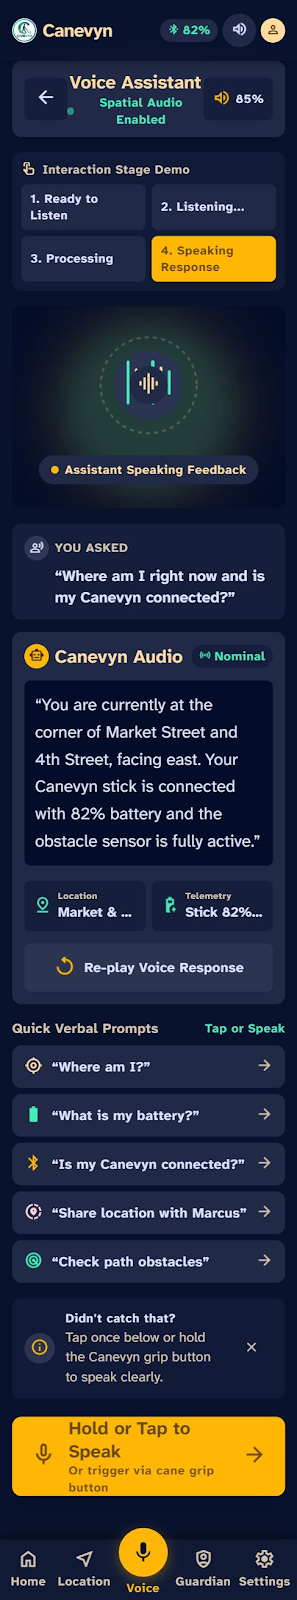 Canevyn
82%
Voice Assistant
85%
Spatial Audio
Enabled
Interaction Stage Demo
1. Ready to
Listen
2. Listening...
3. Processing
4. Speaking
Response
Assistant Speaking Feedback
YOU ASKED
“Where am I right now and is
my Canevyn connected?”
Canevyn Audio
Nominal
“You are currently at the
corner of Market Street and
4th Street, facing east. Your
Canevyn stick is connected
with 82% battery and the
obstacle sensor is fully active.”
Location
Market & ...
Telemetry
Stick 82%...
Re-play Voice Response
Quick Verbal Prompts
Tap or Speak
“Where am I?”
“What is my battery?”
“Is my Canevyn connected?”
“Share location with Marcus”
“Check path obstacles”
Didn't catch that?
Tap once below or hold
the Canevyn grip button
to speak clearly.
Hold or Tap to
Speak
Or trigger via cane grip
button
Home
Location
Voice
Guardian
Settings